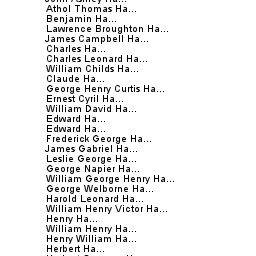 Athol Thomas Ha...
Benjamin Ha...
Lawrence Broughton Ha...
James Campbell Ha...
Charles Ha...
Charles Leonard Ha...
William Childs Ha...
Claude Ha...
George Henry Curtis Ha...
Ernest Cyril Ha...
William David Ha...
Edward Ha...
Edward Ha...
Frederick George Ha...
James Gabriel Ha...
Leslie George Ha...
George Napier Ha...
William George Henry Ha...
George Welborne Ha...
Harold Leonard Ha...
William Henry Victor Ha...
Henry Ha...
William Henry Ha...
Henry William Ha...
Herbert Ha...